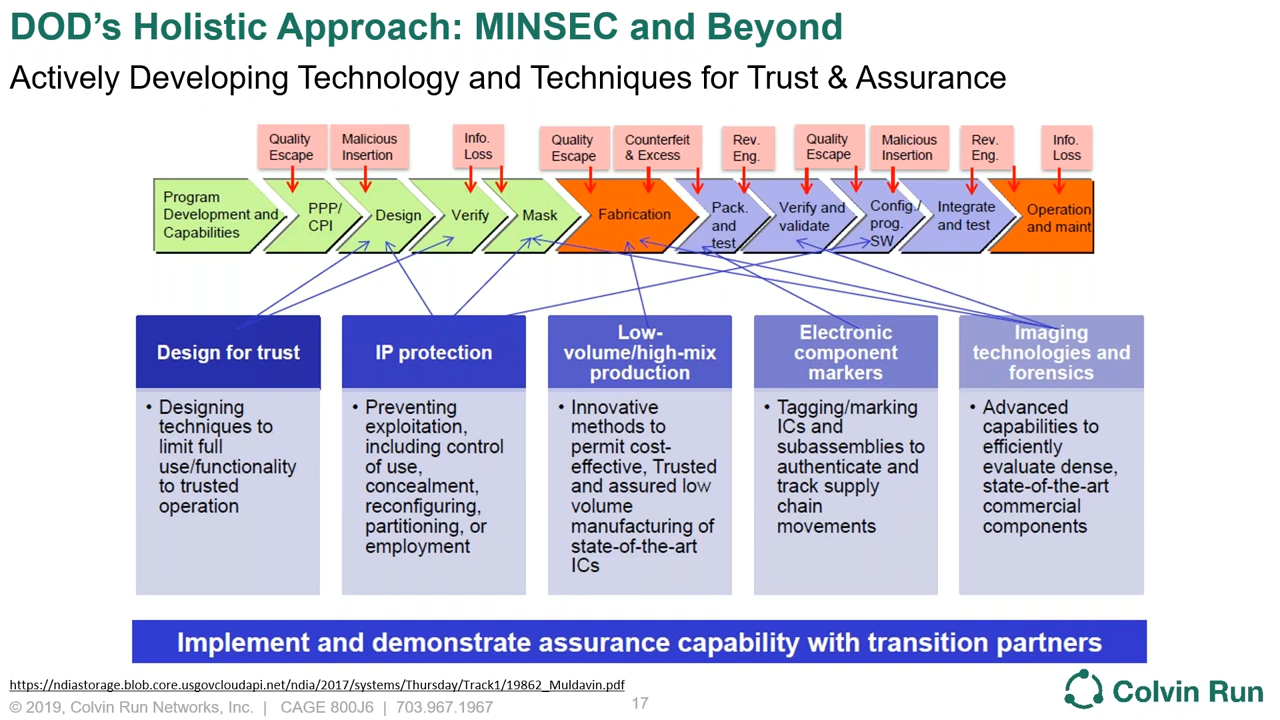 DOD's Holistic Approach: MINSEC and Beyond
Actively Developing Technology and Techniques for Trust & Assurance
Quality
Escape
Malicious
Insertion
Info.
Loss
Quality
Escape
Counterfeit
& Excess
Rev.
Eng.
Quality
Escape
Malicious
Insertion
Rev.
Eng.
Info.
Loss
Program
Development and
Capabilities
PPP/
CPI
Design
Verify
Mask
Fabrication
Pack.
and
test
Verify and
validate
Config./
prog.
SW
Integrate
and test
Operation
and maint
Design for trust
• Designing
techniques to
limit full
use/functionality
to trusted
operation
IP protection
• Preventing
exploitation,
including control
of use,
concealment,
reconfiguring,
partitioning, or
employment
Low-
volume/high-mix
production
• Innovative
methods to
permit cost-
effective, Trusted
and assured low
volume
manufacturing of
state-of-the-art
ICs
Electronic
component
markers
• Tagging/marking
ICs and
subassemblies to
authenticate and
track supply
chain
movements
Imaging
technologies and
forensics
• Advanced
capabilities to
efficiently
evaluate dense,
state-of-the-art
commercial
components
Implement and demonstrate assurance capability with transition partners
https://ndiastorage.blob.core.usgovcloudapi.net/ndia/2017/systems/Thursday/Track1/19862_Muldavin.pdf
© 2019, Colvin Run Networks, Inc. | CAGE 800J8 | 703.967.1967
17
Colvin Run